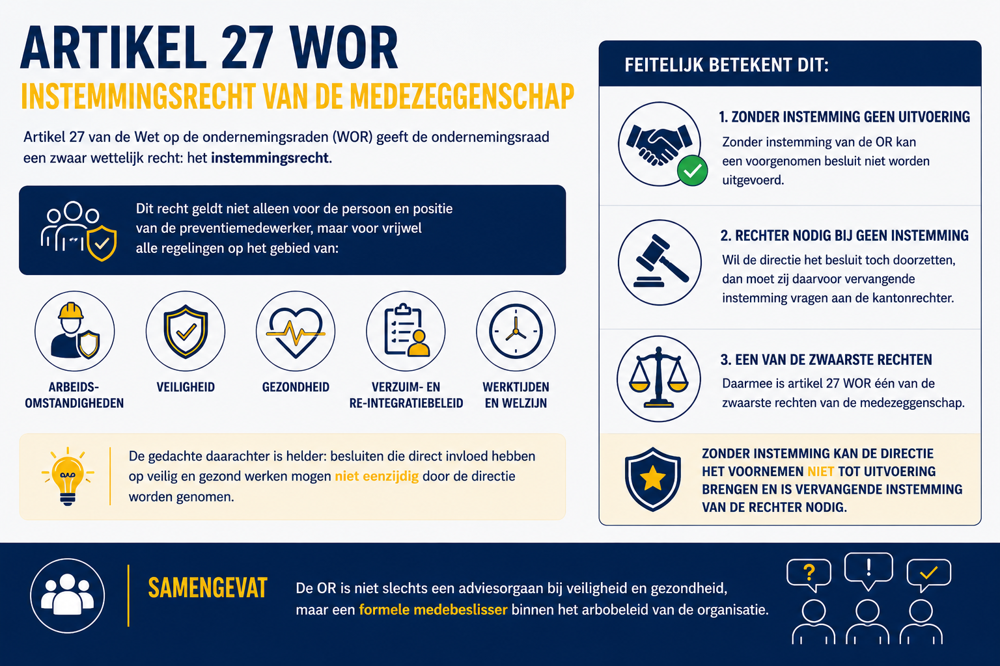 ARTIKEL 27 WOR
INSTEMMINGSRECHT VAN DE MEDEZEGGENSCHAP
Artikel 27 van de Wet op de ondernemingsraden (WOR) geeft de ondernemingsraad
een zwaar wettelijk recht: het instemmingsrecht.
Dit recht geldt niet alleen voor de persoon en positie
van de preventiemedewerker, maar voor vrijwel
alle regelingen op het gebied van:
ARBEIDS-
OMSTANDIGHEDEN
VEILIGHEID
GEZONDHEID
VERZUIM- EN
RE-INTEGRATIEBELEID
WERKTIJDEN
EN WELZIJN
De gedachte daarachter is helder: besluiten die direct invloed hebben
op veilig en gezond werken mogen niet eenzijdig door de directie
worden genomen.
FEITELIJK BETEKENT DIT:
1. ZONDER INSTEMMING GEEN UITVOERING
Zonder instemming van de OR kan
een voorgenomen besluit niet worden
uitgevoerd.
2. RECHTER NODIG BIJ GEEN INSTEMMING
Wil de directie het besluit toch doorzetten,
dan moet zij daarvoor vervangende
instemming vragen aan de kantonrechter.
3. EEN VAN DE ZWAARSTE RECHTEN
Daarmee is artikel 27 WOR één van de
zwaarste rechten van de medezeggenschap.
ZONDER INSTEMMING KAN DE DIRECTIE
HET VOORNEMEN NIET TOT UITVOERING
BRENGEN EN IS VERVANGENDE INSTEMMING
VAN DE RECHTER NODIG.
SAMENGEVAT
De OR is niet slechts een adviesorgaan bij veiligheid en gezondheid,
maar een formele medebeslisser binnen het arbobeleid van de organisatie.
?
!